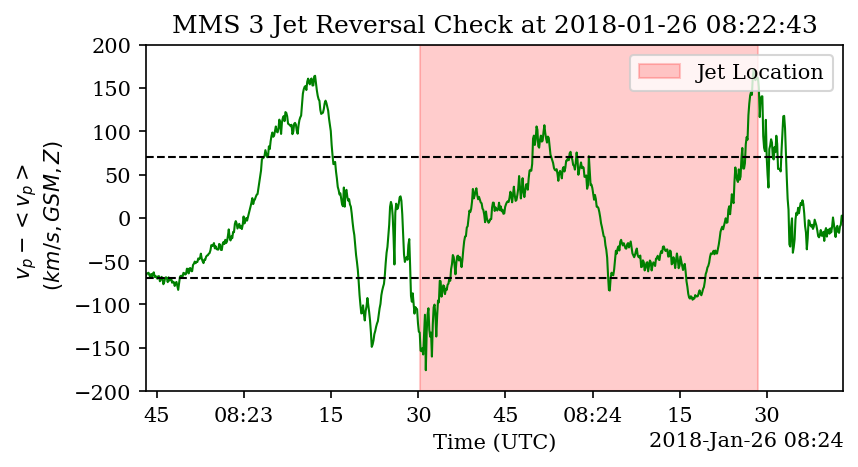 MMS 3 Jet Reversal Check at 2018-01-26 08:22:43
Jet Location
v_p − < v_p >
(km/s, GSM, Z)
200
150
100
50
0
−50
−100
−150
−200
45
08:23
15
30
45
08:24
15
30
Time (UTC)
2018-Jan-26 08:24